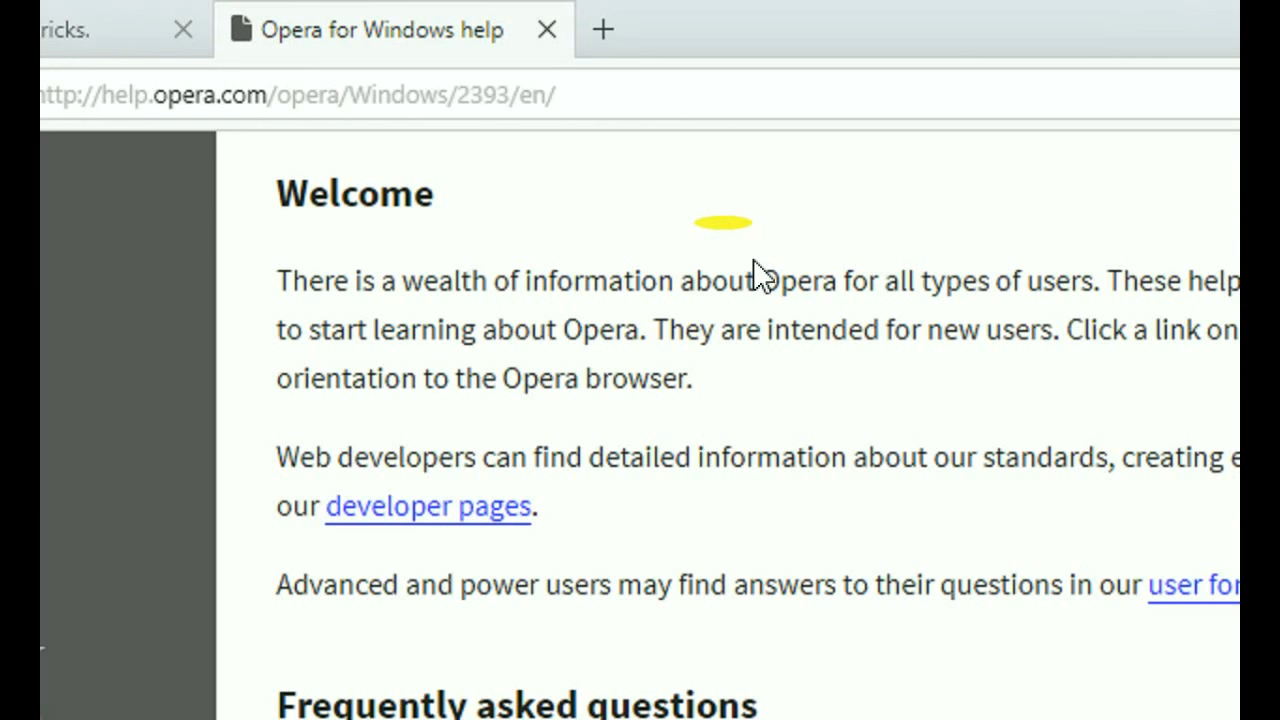 ricks.
Opera for Windows help
http://help.opera.com/opera/Windows/2393/en/
Welcome
There is a wealth of information about Opera for all types of users. These help
to start learning about Opera. They are intended for new users. Click a link on
orientation to the Opera browser.
Web developers can find detailed information about our standards, creating e
our developer pages.
Advanced and power users may find answers to their questions in our user for
Frequently asked questions